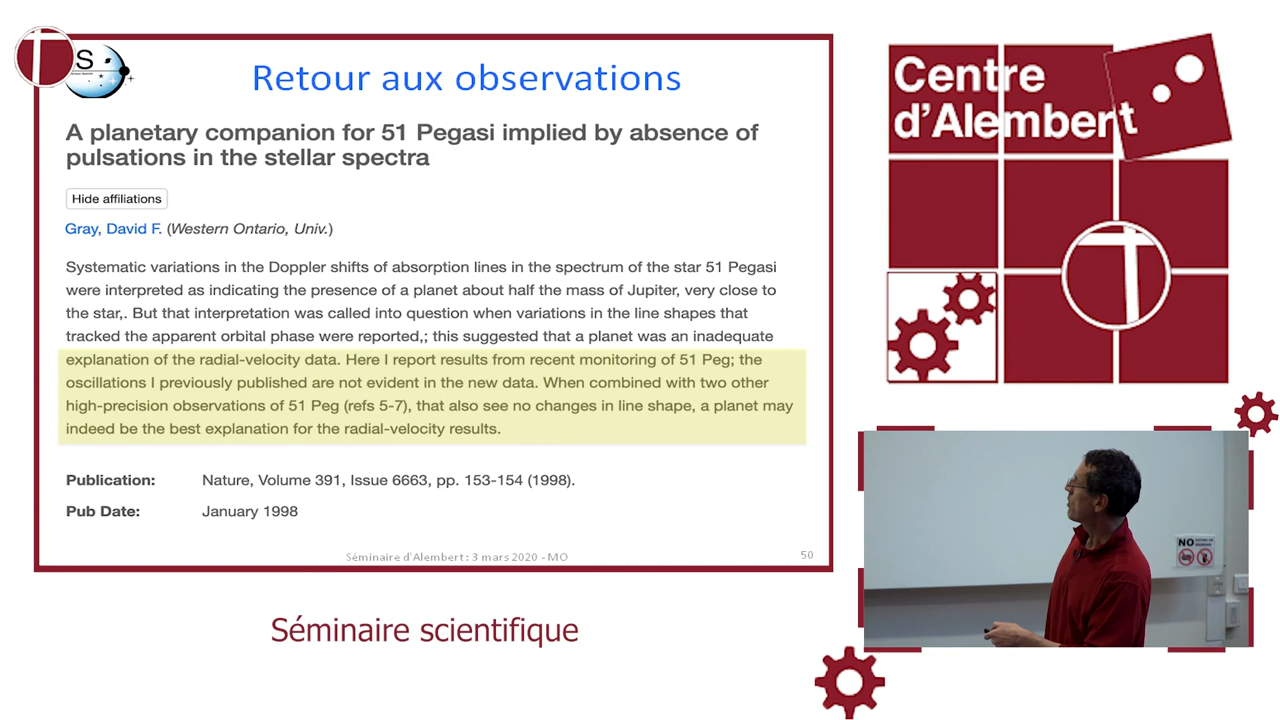 S
Retour aux observations
A planetary companion for 51 Pegasi implied by absence of
pulsations in the stellar spectra
Hide affiliations
Gray, David F. (Western Ontario, Univ.)
Systematic variations in the Doppler shifts of absorption lines in the spectrum of the star 51 Pegasi
were interpreted as indicating the presence of a planet about half the mass of Jupiter, very close to
the star,. But that interpretation was called into question when variations in the line shapes that
tracked the apparent orbital phase were reported,; this suggested that a planet was an inadequate
explanation of the radial-velocity data. Here I report results from recent monitoring of 51 Peg; the
oscillations I previously published are not evident in the new data. When combined with two other
high-precision observations of 51 Peg (refs 5-7), that also see no changes in line shape, a planet may
indeed be the best explanation for the radial-velocity results.
Publication: Nature, Volume 391, Issue 6663, pp. 153-154 (1998).
Pub Date: January 1998
Séminaire d'Alembert : 3 mars 2020 - MO
50
Séminaire scientifique
Centre
d'Alembert
NO